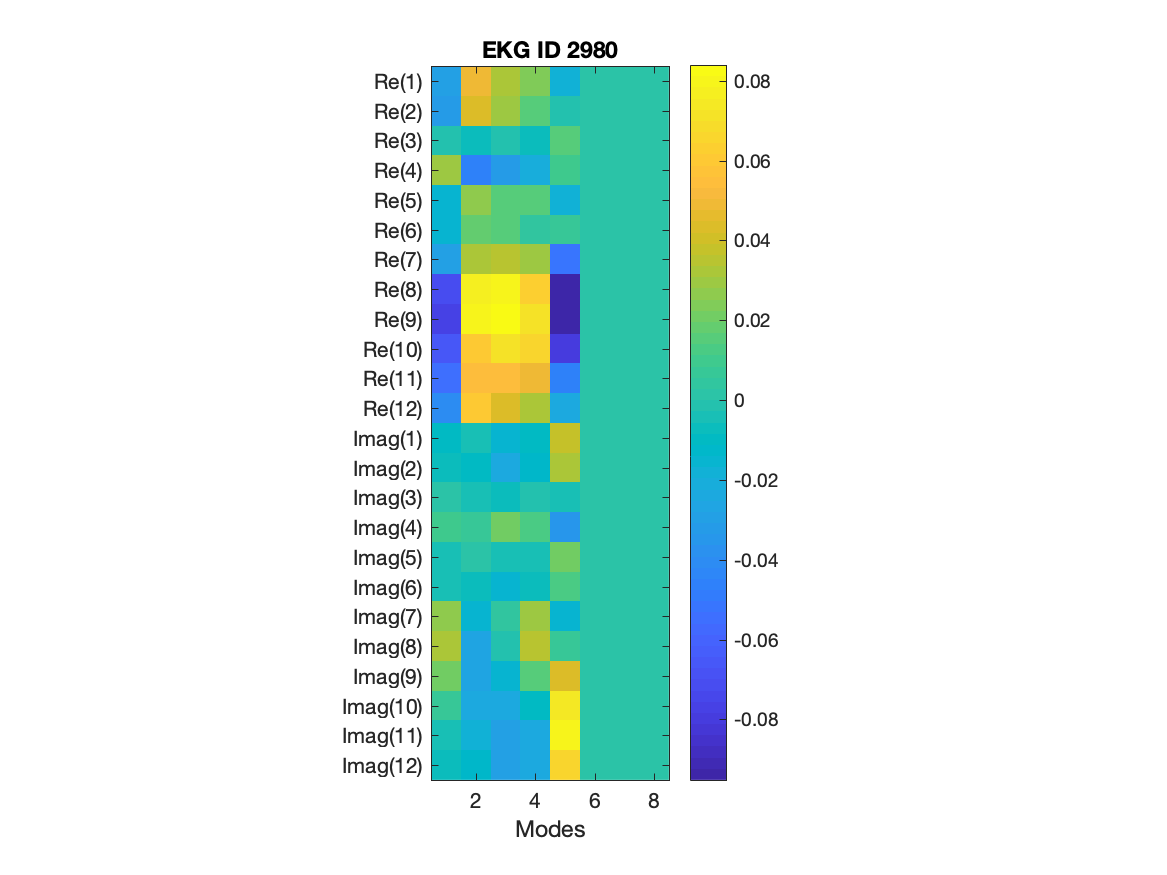 EKG ID 2980
Re(1)
Re(2)
Re(3)
Re(4)
Re(5)
Re(6)
Re(7)
Re(8)
Re(9)
Re(10)
Re(11)
Re(12)
Imag(1)
Imag(2)
Imag(3)
Imag(4)
Imag(5)
Imag(6)
Imag(7)
Imag(8)
Imag(9)
Imag(10)
Imag(11)
Imag(12)
2 4 6 8
Modes
0.08
0.06
0.04
0.02
0
-0.02
-0.04
-0.06
-0.08